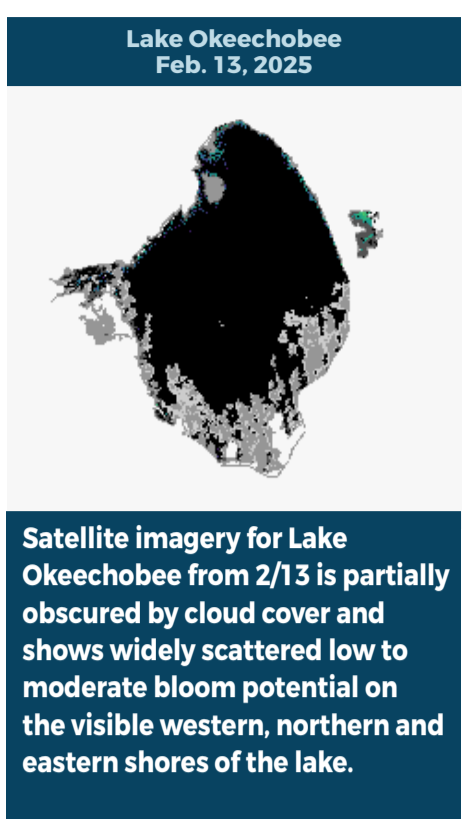 Lake Okeechobee
Feb. 13, 2025
Satellite imagery for Lake
Okeechobee from 2/13 is partially
obscured by cloud cover and
shows widely scattered low to
moderate bloom potential on
the visible western, northern and
eastern shores of the lake.